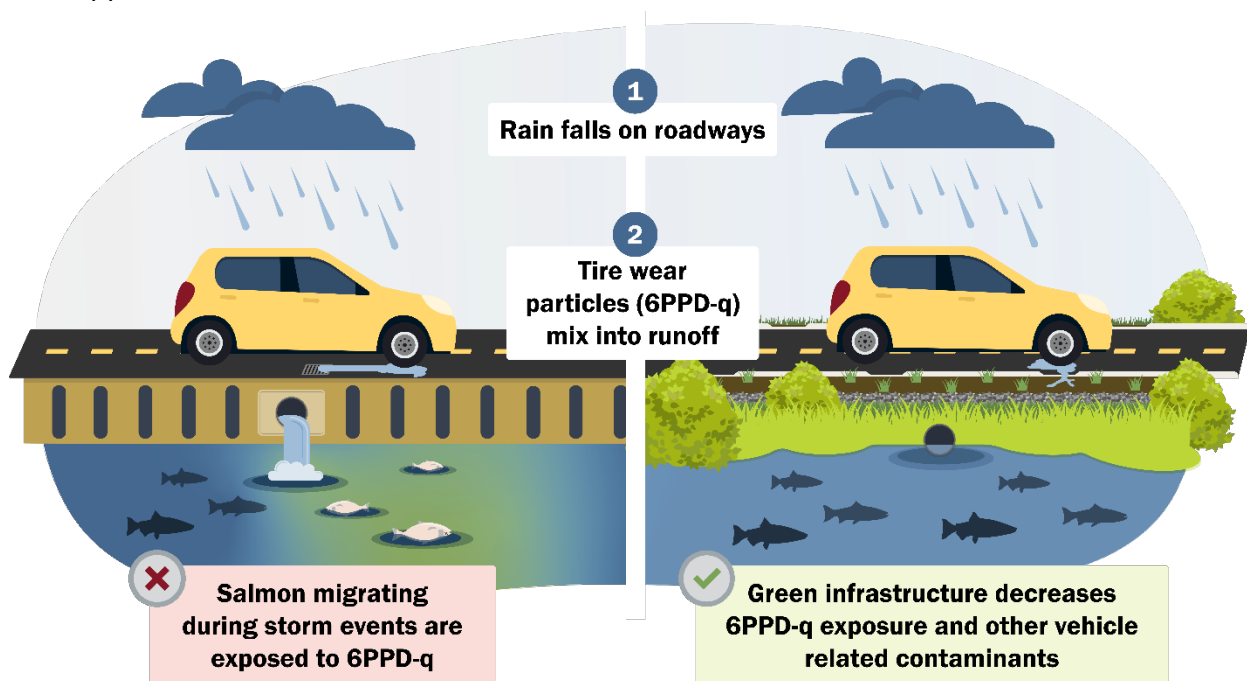 1
Rain falls on roadways
2
Tire wear
particles (6PPD-q)
mix into runoff
Salmon migrating
during storm events are
exposed to 6PPD-q
Green infrastructure decreases
6PPD-q exposure and other vehicle
related contaminants